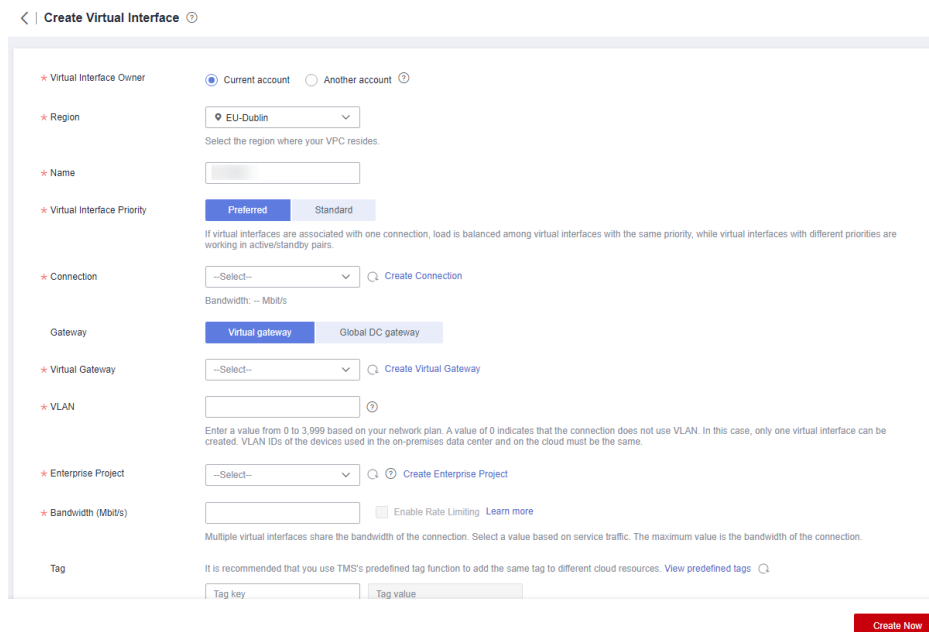 Create Virtual Interface
* Virtual Interface Owner
Current account
Another account
* Region
EU-Dublin
Select the region where your VPC resides.
* Name
* Virtual Interface Priority
Preferred
Standard
If virtual interfaces are associated with one connection, load is balanced among virtual interfaces with the same priority, while virtual interfaces with different priorities are
working in active/standby pairs.
* Connection
--Select--
Create Connection
Bandwidth: -- Mbit/s
Gateway
Virtual gateway
Global DC gateway
* Virtual Gateway
--Select--
Create Virtual Gateway
* VLAN
Enter a value from 0 to 3,999 based on your network plan. A value of 0 indicates that the connection does not use VLAN. In this case, only one virtual interface can be
created. VLAN IDs of the devices used in the on-premises data center and on the cloud must be the same.
* Enterprise Project
--Select--
Create Enterprise Project
* Bandwidth (Mbit/s)
Enable Rate Limiting Learn more
Multiple virtual interfaces share the bandwidth of the connection. Select a value based on service traffic. The maximum value is the bandwidth of the connection.
Tag
It is recommended that you use TMS's predefined tag function to add the same tag to different cloud resources. View predefined tags
Tag key
Tag value
Create Now